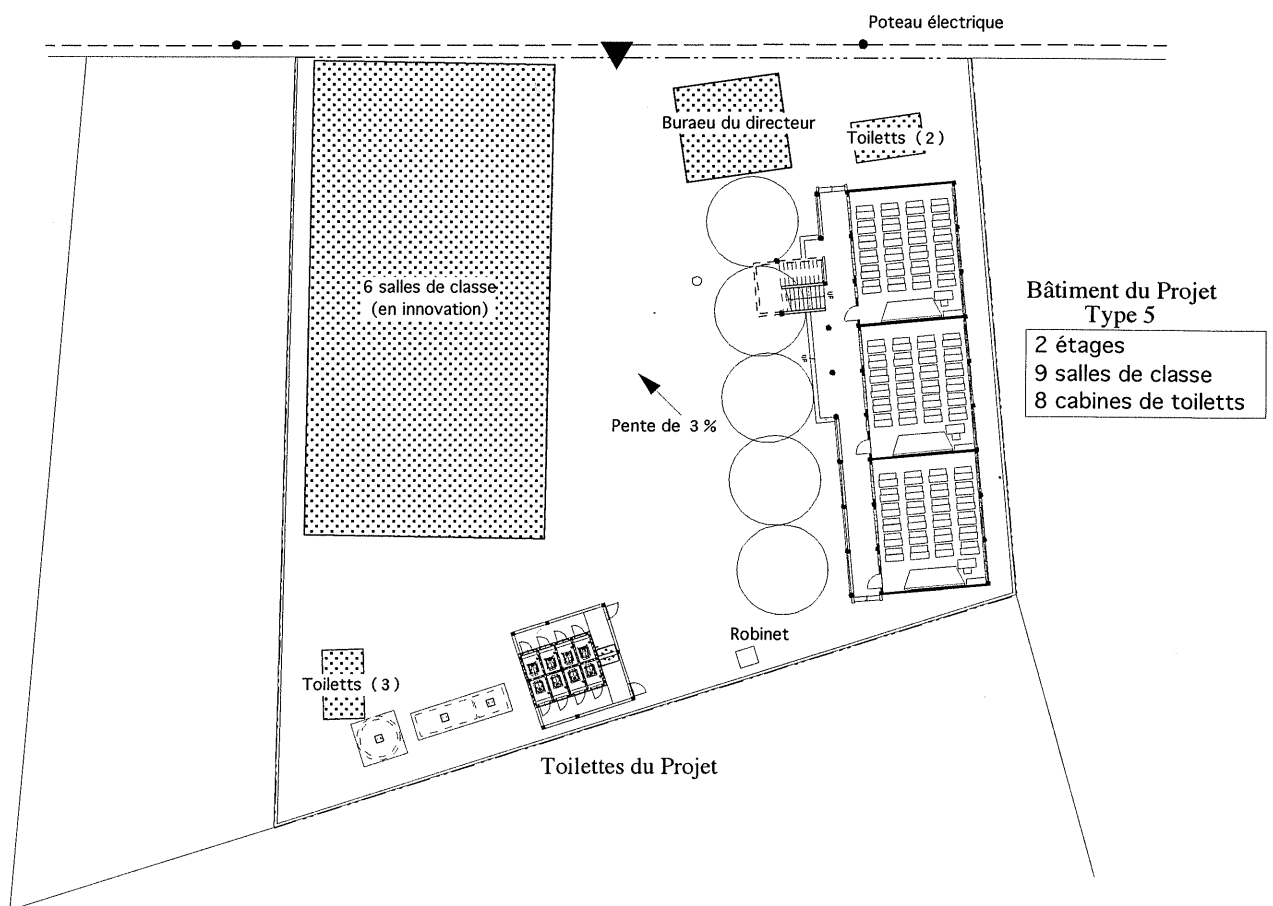 Poteau électrique
Buraeu du directeur
Toiletts (2)
6 salles de classe
(en innovation)
Bâtiment du Projet
Type 5
2 étages
9 salles de classe
8 cabines de toiletts
Pente de 3 %
Robinet
Toiletts (3)
Toilettes du Projet